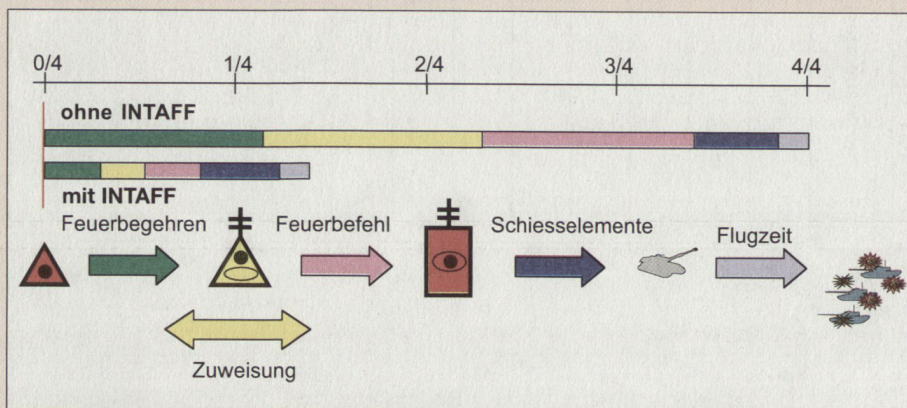 0/4 1/4 2/4 3/4 4/4
ohne INTAFF
mit INTAFF
Feuerbegehren Feuerbefehl Schiesselemente Flugzeit
Zuweisung